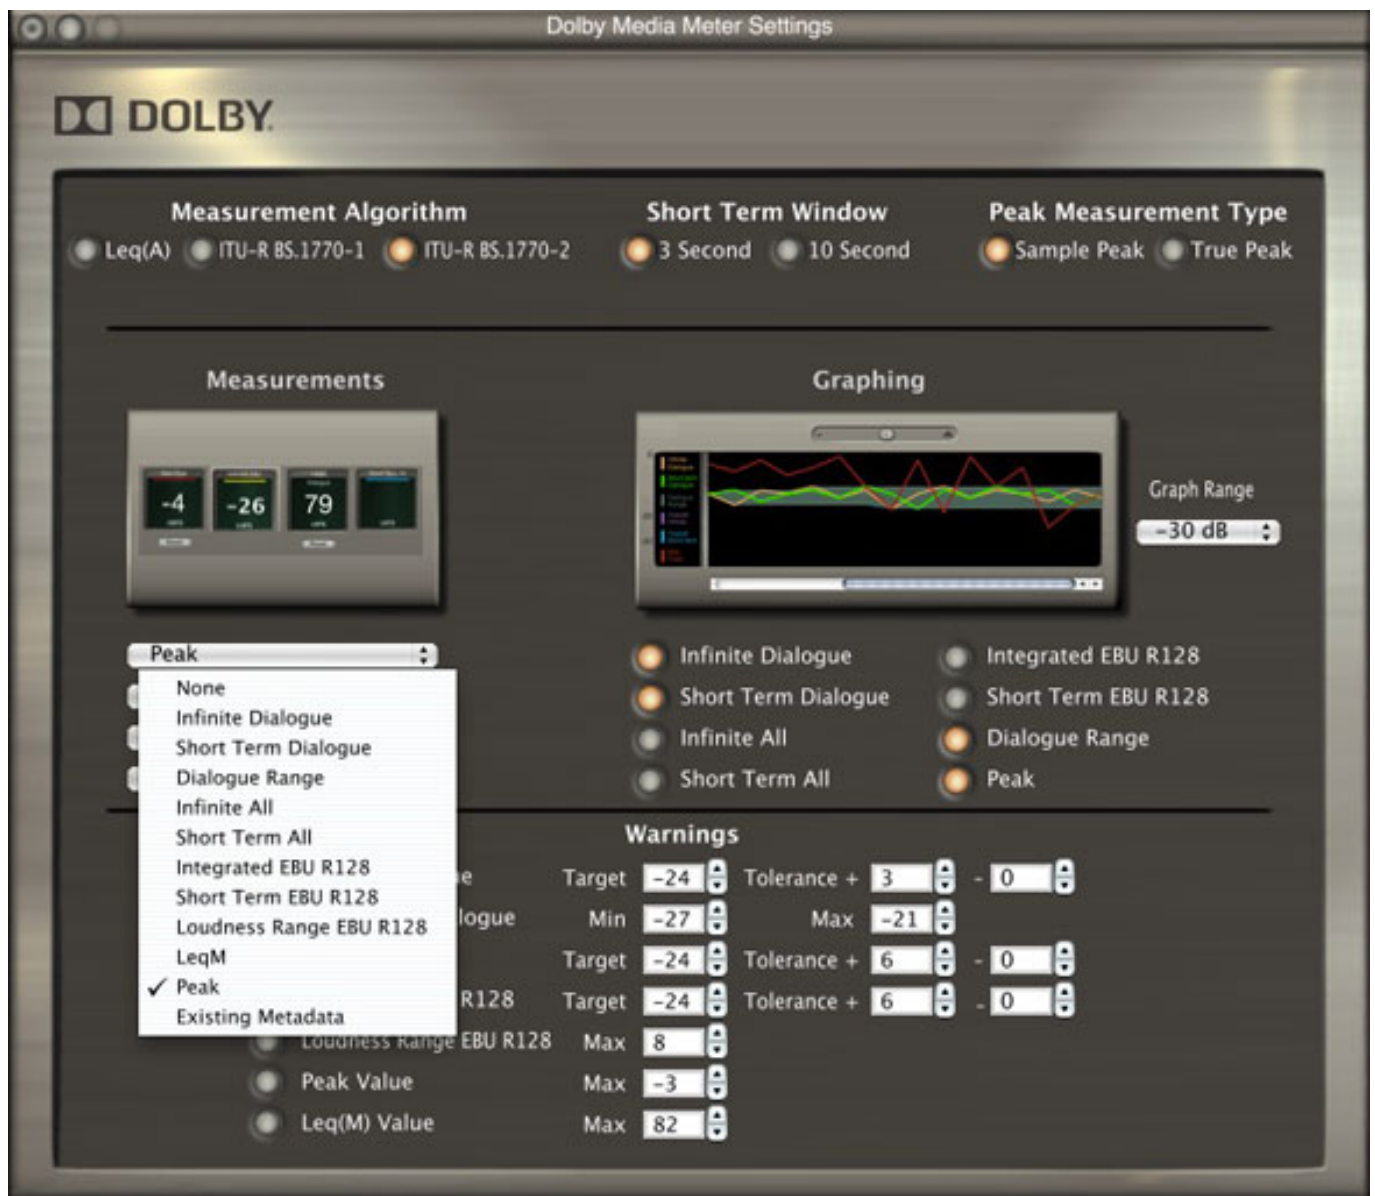 Dolby Media Meter Settings
DOLBY
Measurement Algorithm
Short Term Window
Peak Measurement Type
Leq(A) ITU-R BS.1770-1 ITU-R BS.1770-2
3 Second 10 Second
Sample Peak True Peak
Measurements
Graphing
-4 -26 79
Graph Range
-30 dB
Peak
None
Infinite Dialogue
Short Term Dialogue
Dialogue Range
Infinite All
Short Term All
Integrated EBU R128
Short Term EBU R128
Loudness Range EBU R128
LeqM
✓ Peak
Existing Metadata
Infinite Dialogue Integrated EBU R128
Short Term Dialogue Short Term EBU R128
Infinite All Dialogue Range
Short Term All Peak
Warnings
Target -24 Tolerance + 3 - 0
Min -27 Max -21
Target -24 Tolerance + 6 - 0
R128 Target -24 Tolerance + 6 - 0
Loudness Range EBU R128 Max 8
Peak Value Max -3
Leq(M) Value Max 82